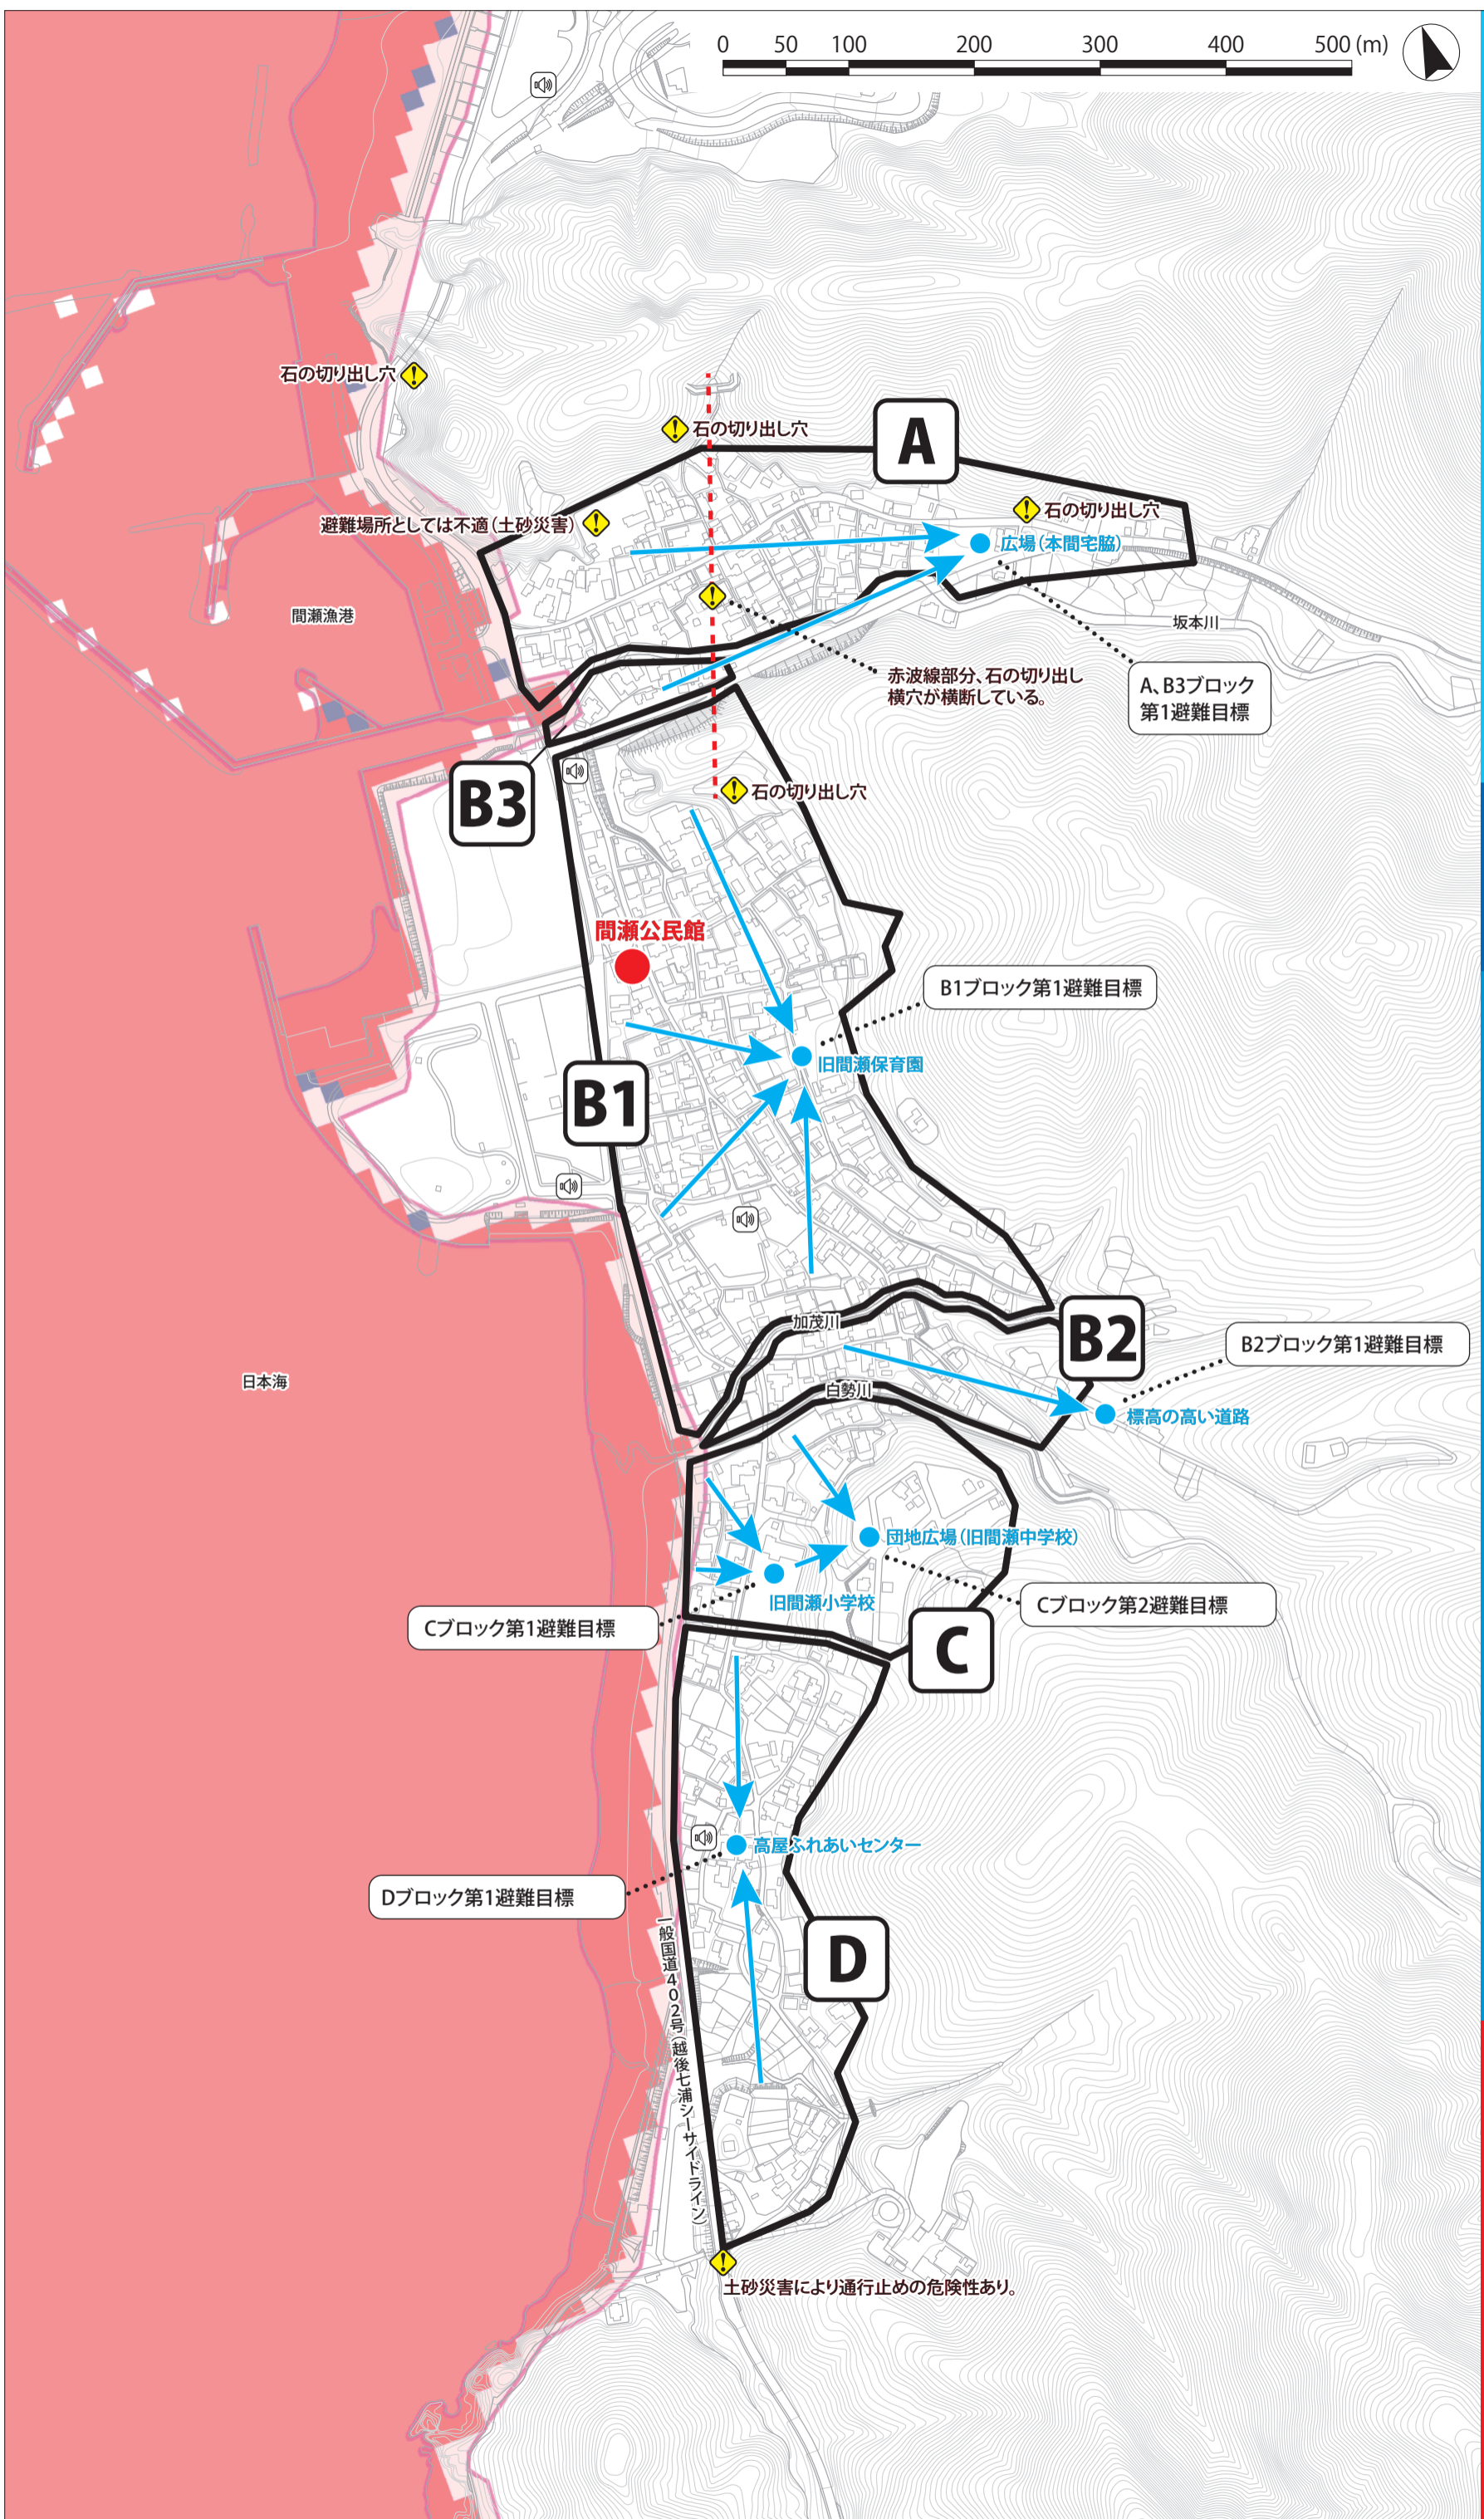 0 50 100 200 300 400 500 (m)
石の切り出し穴
石の切り出し穴
A
石の切り出し穴
避難場所としては不適（土砂災害）
広場（本間宅脇）
間瀬漁港
坂本川
赤波線部分、石の切り出し
横穴が横断している。
A、B3ブロック
第1避難目標
B3
石の切り出し穴
間瀬公民館
B1ブロック第1避難目標
旧間瀬保育園
B1
加茂川
B2
B2ブロック第1避難目標
日本海
白勢川
標高の高い道路
団地広場（旧間瀬中学校）
旧間瀬小学校
Cブロック第1避難目標
Cブロック第2避難目標
C
高屋ふれあいセンター
Dブロック第1避難目標
一般国道402号（越後七浦シーサイドライン）
D
土砂災害により通行止めの危険性あり。